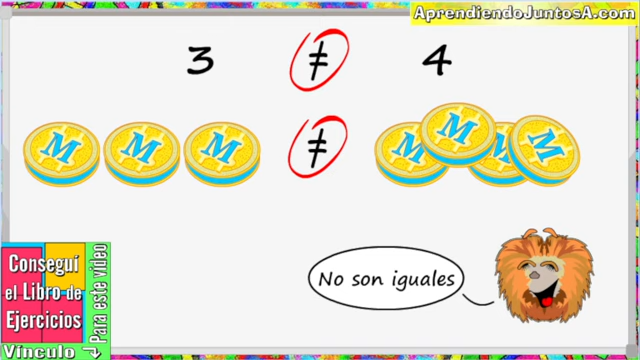 AprendiendoJuntosA.com
3 ≠ 4
M M M ≠ M M M M
No son iguales
Conseguí
el Libro de
Ejercicios
Vínculo
Para este video